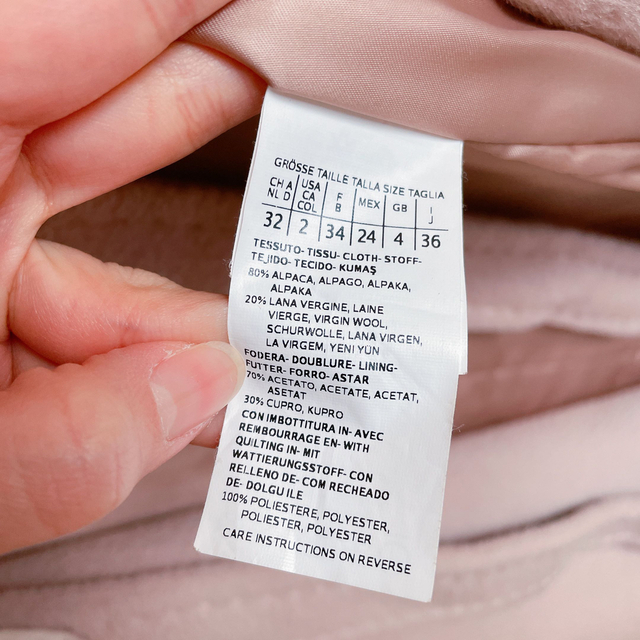 GRÖSSE TAILLE TALLA SIZE TAGLIA
CH A NL D USA CA COL F B MEX GB I J
32 2 34 24 4 36
TESSUTO- TISSU- CLOTH- STOFF-
TEJIDO- TECIDO- KUMAŞ
80% ALPACA, ALPAGO, ALPAKA,
ALPAKA
20% LANA VERGINE, LAINE
VIERGE, VIRGIN WOOL,
SCHURWOLLE, LANA VIRGEN,
LA VIRGEM, YENI YÜN
FODERA- DOUBLURE- LINING-
FUTTER- FORRO- ASTAR
70% ACETATO, ACETATE, ACETAT,
ASETAT
30% CUPRO, KUPRO
CON IMBOTTITURA IN- AVEC
REMBOURRAGE EN- WITH
QUILTING IN- MIT
WATTIERUNGSSTOFF- CON
RELLENO DE- COM RECHEADO
DE- DOLGU ILE
100% POLIESTERE, POLYESTER,
POLIESTER, POLYESTER
CARE INSTRUCTIONS ON REVERSE